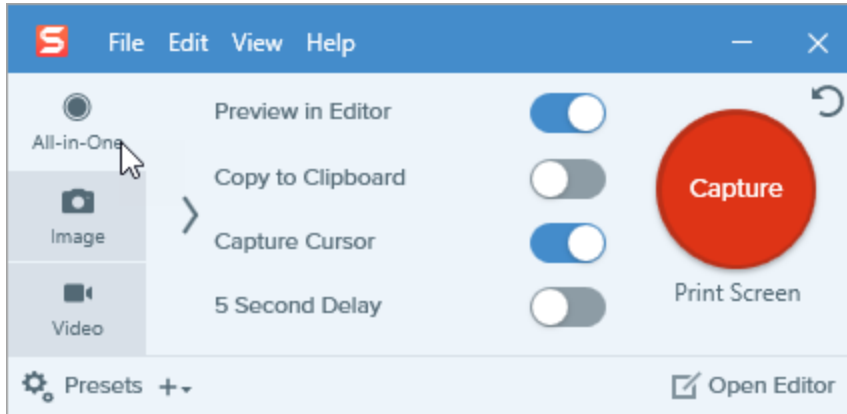 S
File Edit View Help
All-in-One
Image
Video
Preview in Editor
Copy to Clipboard
Capture Cursor
5 Second Delay
Capture
Print Screen
Presets
Open Editor